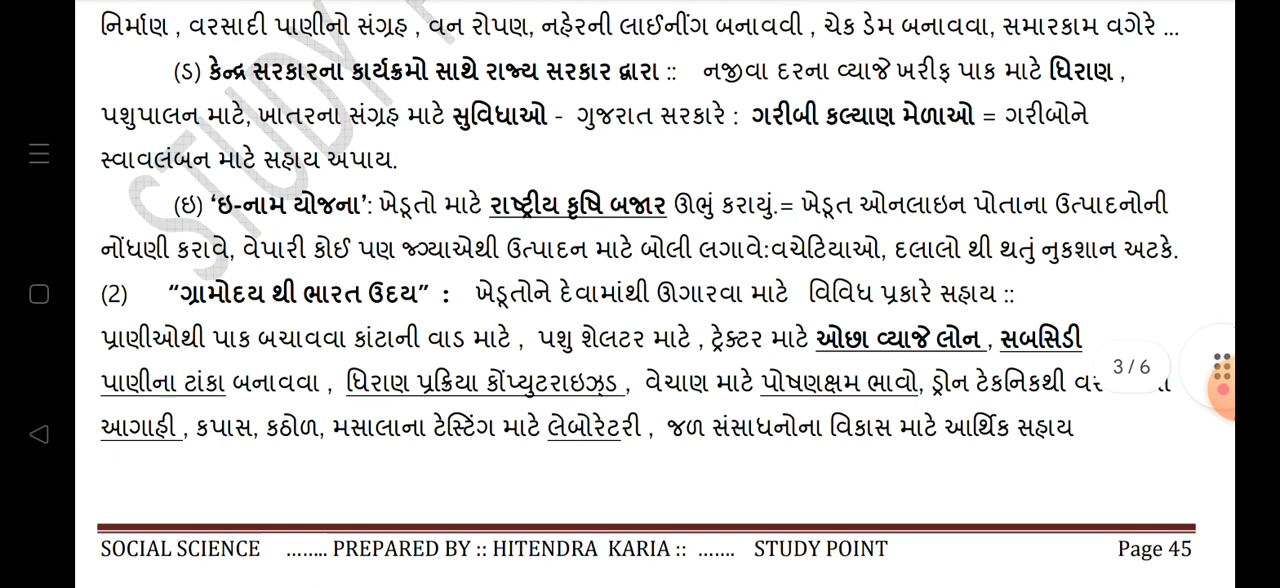 નિર્માણ , વરસાદી પાણીનો સંગ્રહ , વન રોપણ, નહેરની લાઈનીંગ બનાવવી , ચેક ડેમ બનાવવા, સમારકામ વગેરે ...
(ડ) કેન્દ્ર સરકારના કાર્યક્રમો સાથે રાજ્ય સરકાર દ્વારા :: નજીવા દરના વ્યાજે ખરીફ પાક માટે ધિરાણ ,
પશુપાલન માટે, ખાતરના સંગ્રહ માટે સુવિધાઓ - ગુજરાત સરકારે : ગરીબી કલ્યાણ મેળાઓ = ગરીબોને
સ્વાવલંબન માટે સહાય અપાય.
(ઇ) ‘ઇ-નામ યોજના’: ખેડૂતો માટે રાષ્ટ્રીય કૃષિ બજાર ઊભું કરાયું.= ખેડૂત ઓનલાઇન પોતાના ઉત્પાદનોની
નોંધણી કરાવે, વેપારી કોઈ પણ જગ્યાએથી ઉત્પાદન માટે બોલી લગાવે:વચેટિયાઓ, દલાલો થી થતું નુકશાન અટકે.
(2) “ગ્રામોદય થી ભારત ઉદય” : ખેડૂતોને દેવામાંથી ઊગારવા માટે વિવિધ પ્રકારે સહાય ::
પ્રાણીઓથી પાક બચાવવા કાંટાની વાડ માટે , પશુ શેલટર માટે , ટ્રેક્ટર માટે ઓછા વ્યાજે લોન , સબસિડી
પાણીના ટાંકા બનાવવા , ધિરાણ પ્રક્રિયા કોંપ્યુટરાઇઝ્ડ , વેચાણ માટે પોષણક્ષમ ભાવો, ડ્રોન ટેકનિકથી
આગાહી , કપાસ, કઠોળ, મસાલાના ટેસ્ટિંગ માટે લેબોરેટરી , જળ સંસાધનોના વિકાસ માટે આર્થિક સહાય
3/6
STUDY
SOCIAL SCIENCE …….. PREPARED BY :: HITENDRA KARIA :: ……. STUDY POINT Page 45